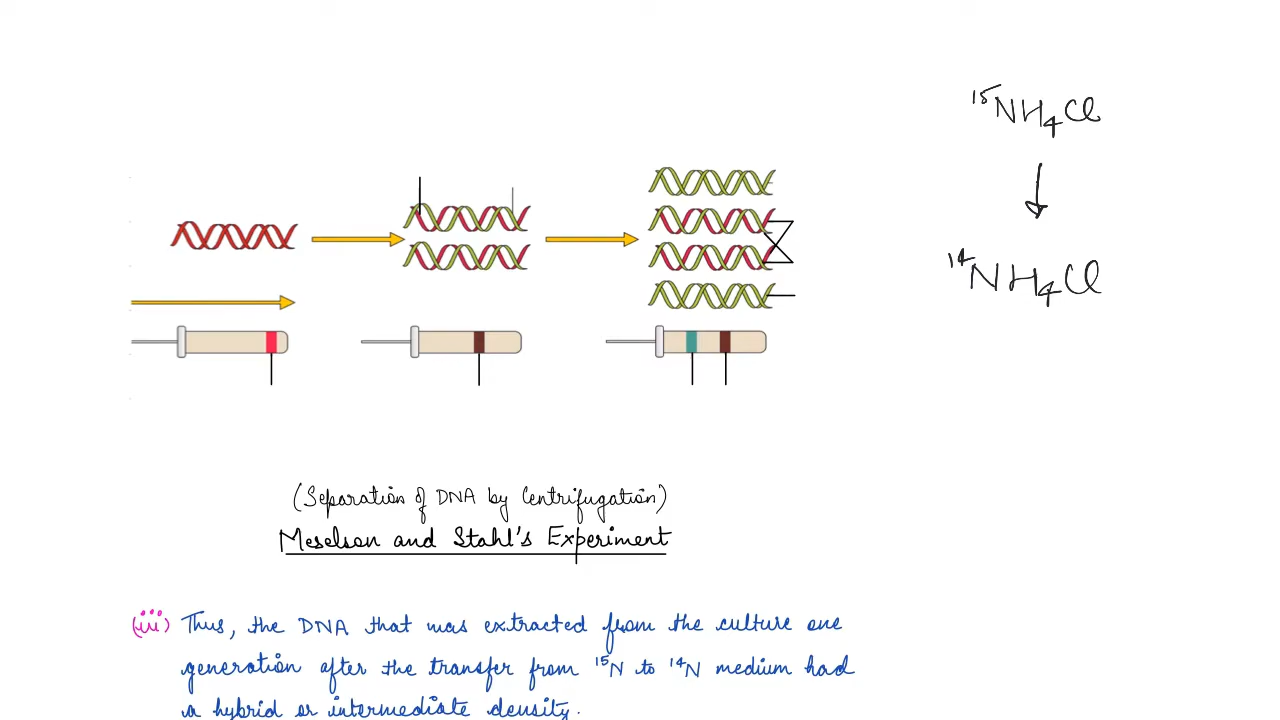 ¹⁵NH₄Cl
¹⁴NH₄Cl
(Separation of DNA by Centrifugation)
Meselson and Stahl's Experiment
(iii) Thus, the DNA that was extracted from the culture one
generation after the transfer from ¹⁵N to ¹⁴N medium had
a hybrid or intermediate density.